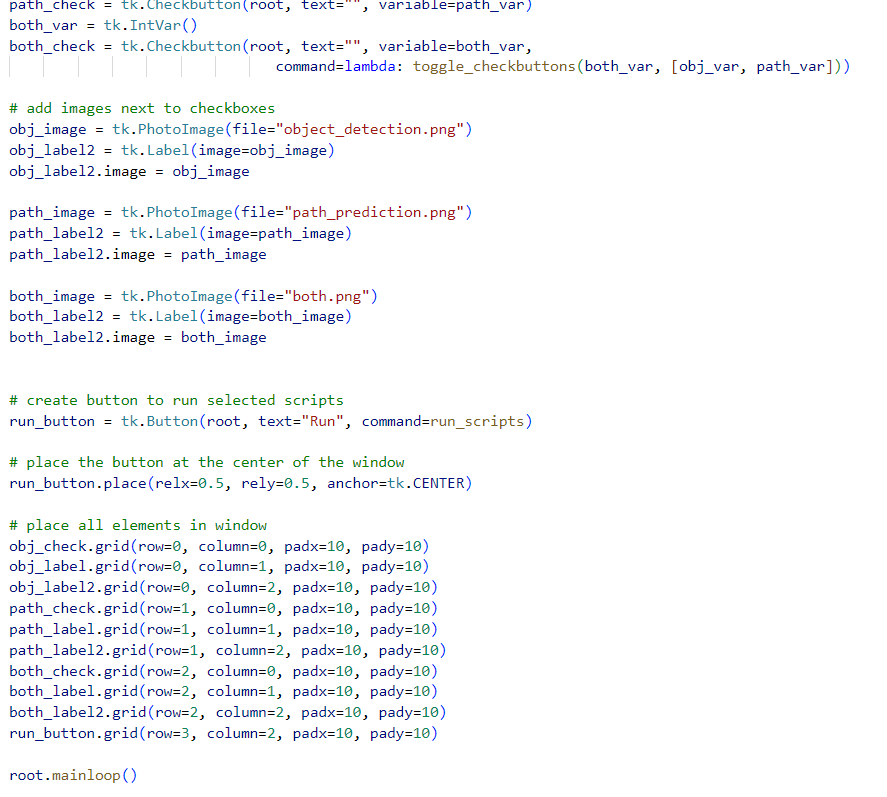 path_check = tk.Checkbutton(root, text="", variable=path_var)
both_var = tk.IntVar()
both_check = tk.Checkbutton(root, text="", variable=both_var,
command=lambda: toggle_checkbuttons(both_var, [obj_var, path_var]))
# add images next to checkboxes
obj_image = tk.PhotoImage(file="object_detection.png")
obj_label2 = tk.Label(image=obj_image)
obj_label2.image = obj_image
path_image = tk.PhotoImage(file="path_prediction.png")
path_label2 = tk.Label(image=path_image)
path_label2.image = path_image
both_image = tk.PhotoImage(file="both.png")
both_label2 = tk.Label(image=both_image)
both_label2.image = both_image
# create button to run selected scripts
run_button = tk.Button(root, text="Run", command=run_scripts)
# place the button at the center of the window
run_button.place(relx=0.5, rely=0.5, anchor=tk.CENTER)
# place all elements in window
obj_check.grid(row=0, column=0, padx=10, pady=10)
obj_label.grid(row=0, column=1, padx=10, pady=10)
obj_label2.grid(row=0, column=2, padx=10, pady=10)
path_check.grid(row=1, column=0, padx=10, pady=10)
path_label.grid(row=1, column=1, padx=10, pady=10)
path_label2.grid(row=1, column=2, padx=10, pady=10)
both_check.grid(row=2, column=0, padx=10, pady=10)
both_label.grid(row=2, column=1, padx=10, pady=10)
both_label2.grid(row=2, column=2, padx=10, pady=10)
run_button.grid(row=3, column=2, padx=10, pady=10)
root.mainloop()